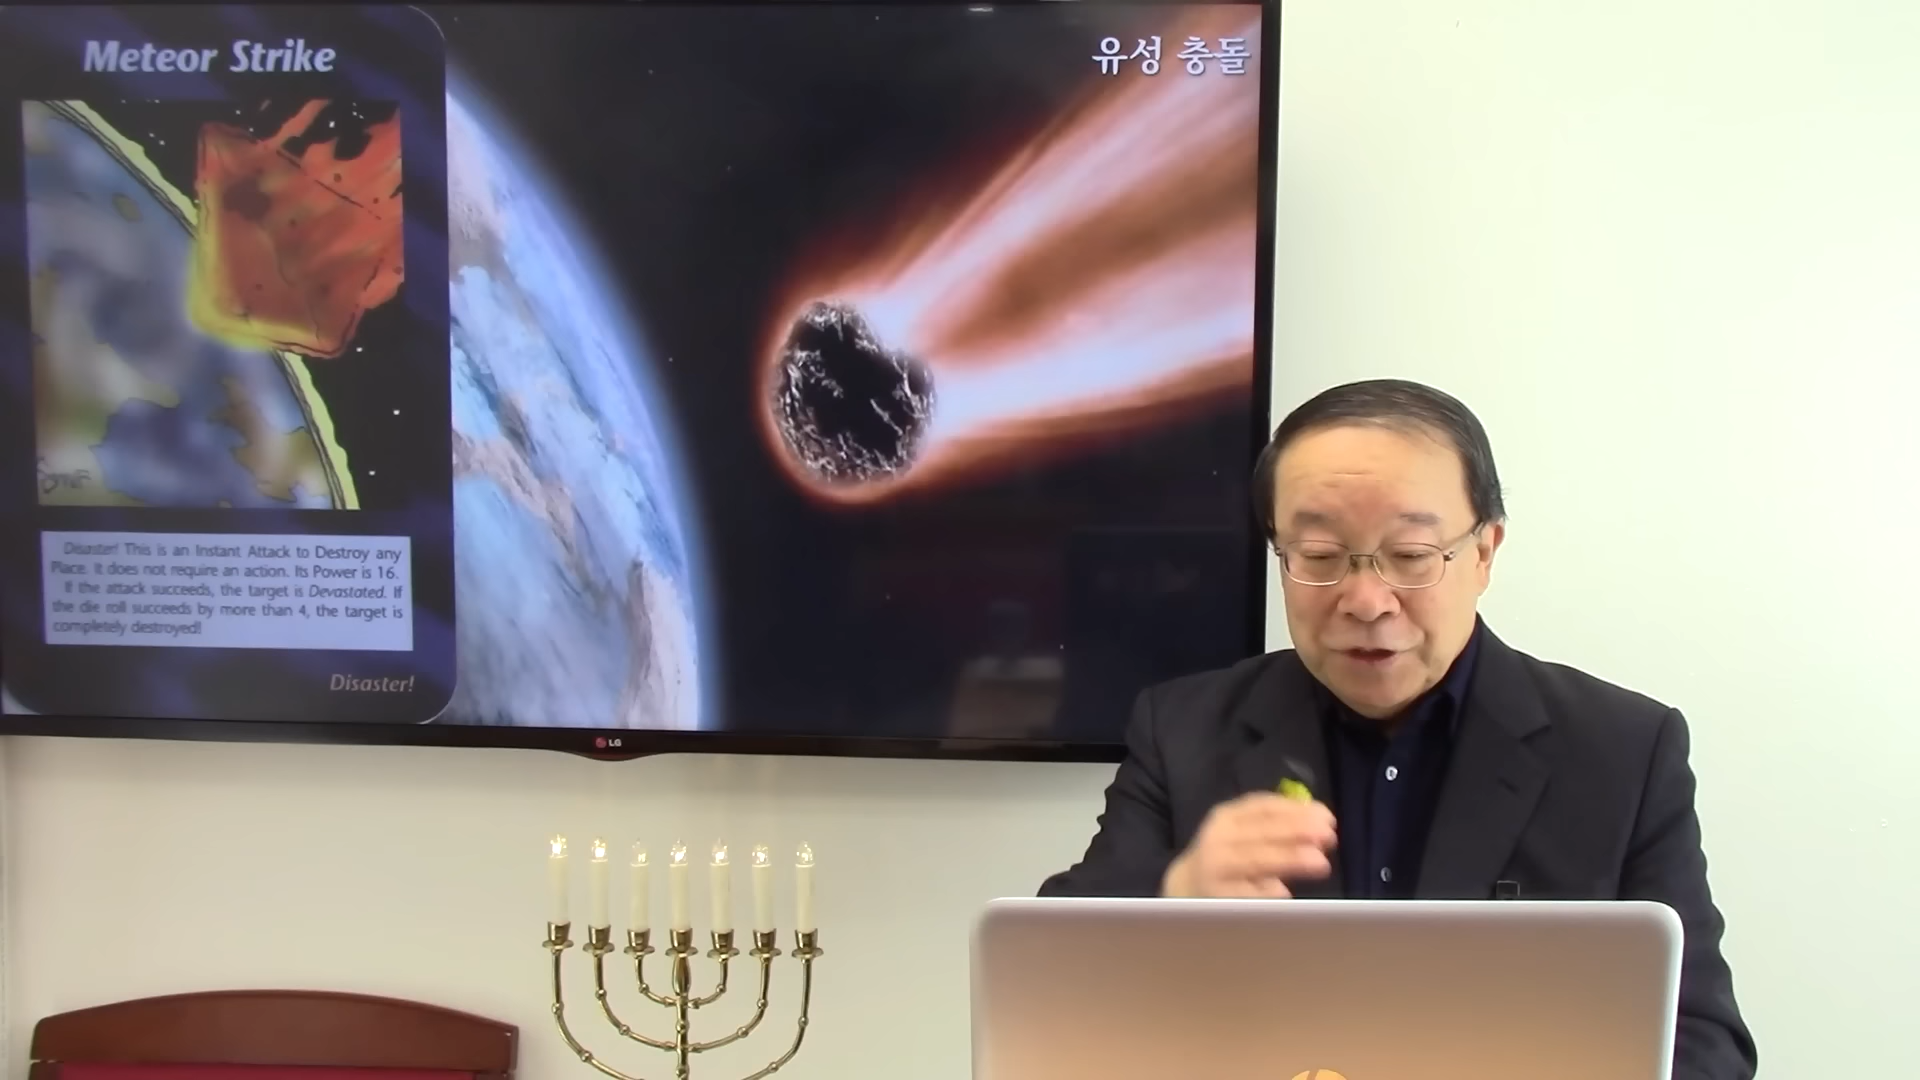 Meteor Strike
유성 충돌
Disaster! This is an Instant Attack to Destroy any
Place. It does not require an action. Its Power is 16.
If the attack succeeds, the target is Devastated. If
the die roll succeeds by more than 4, the target is
completely destroyed!
Disaster!
LG